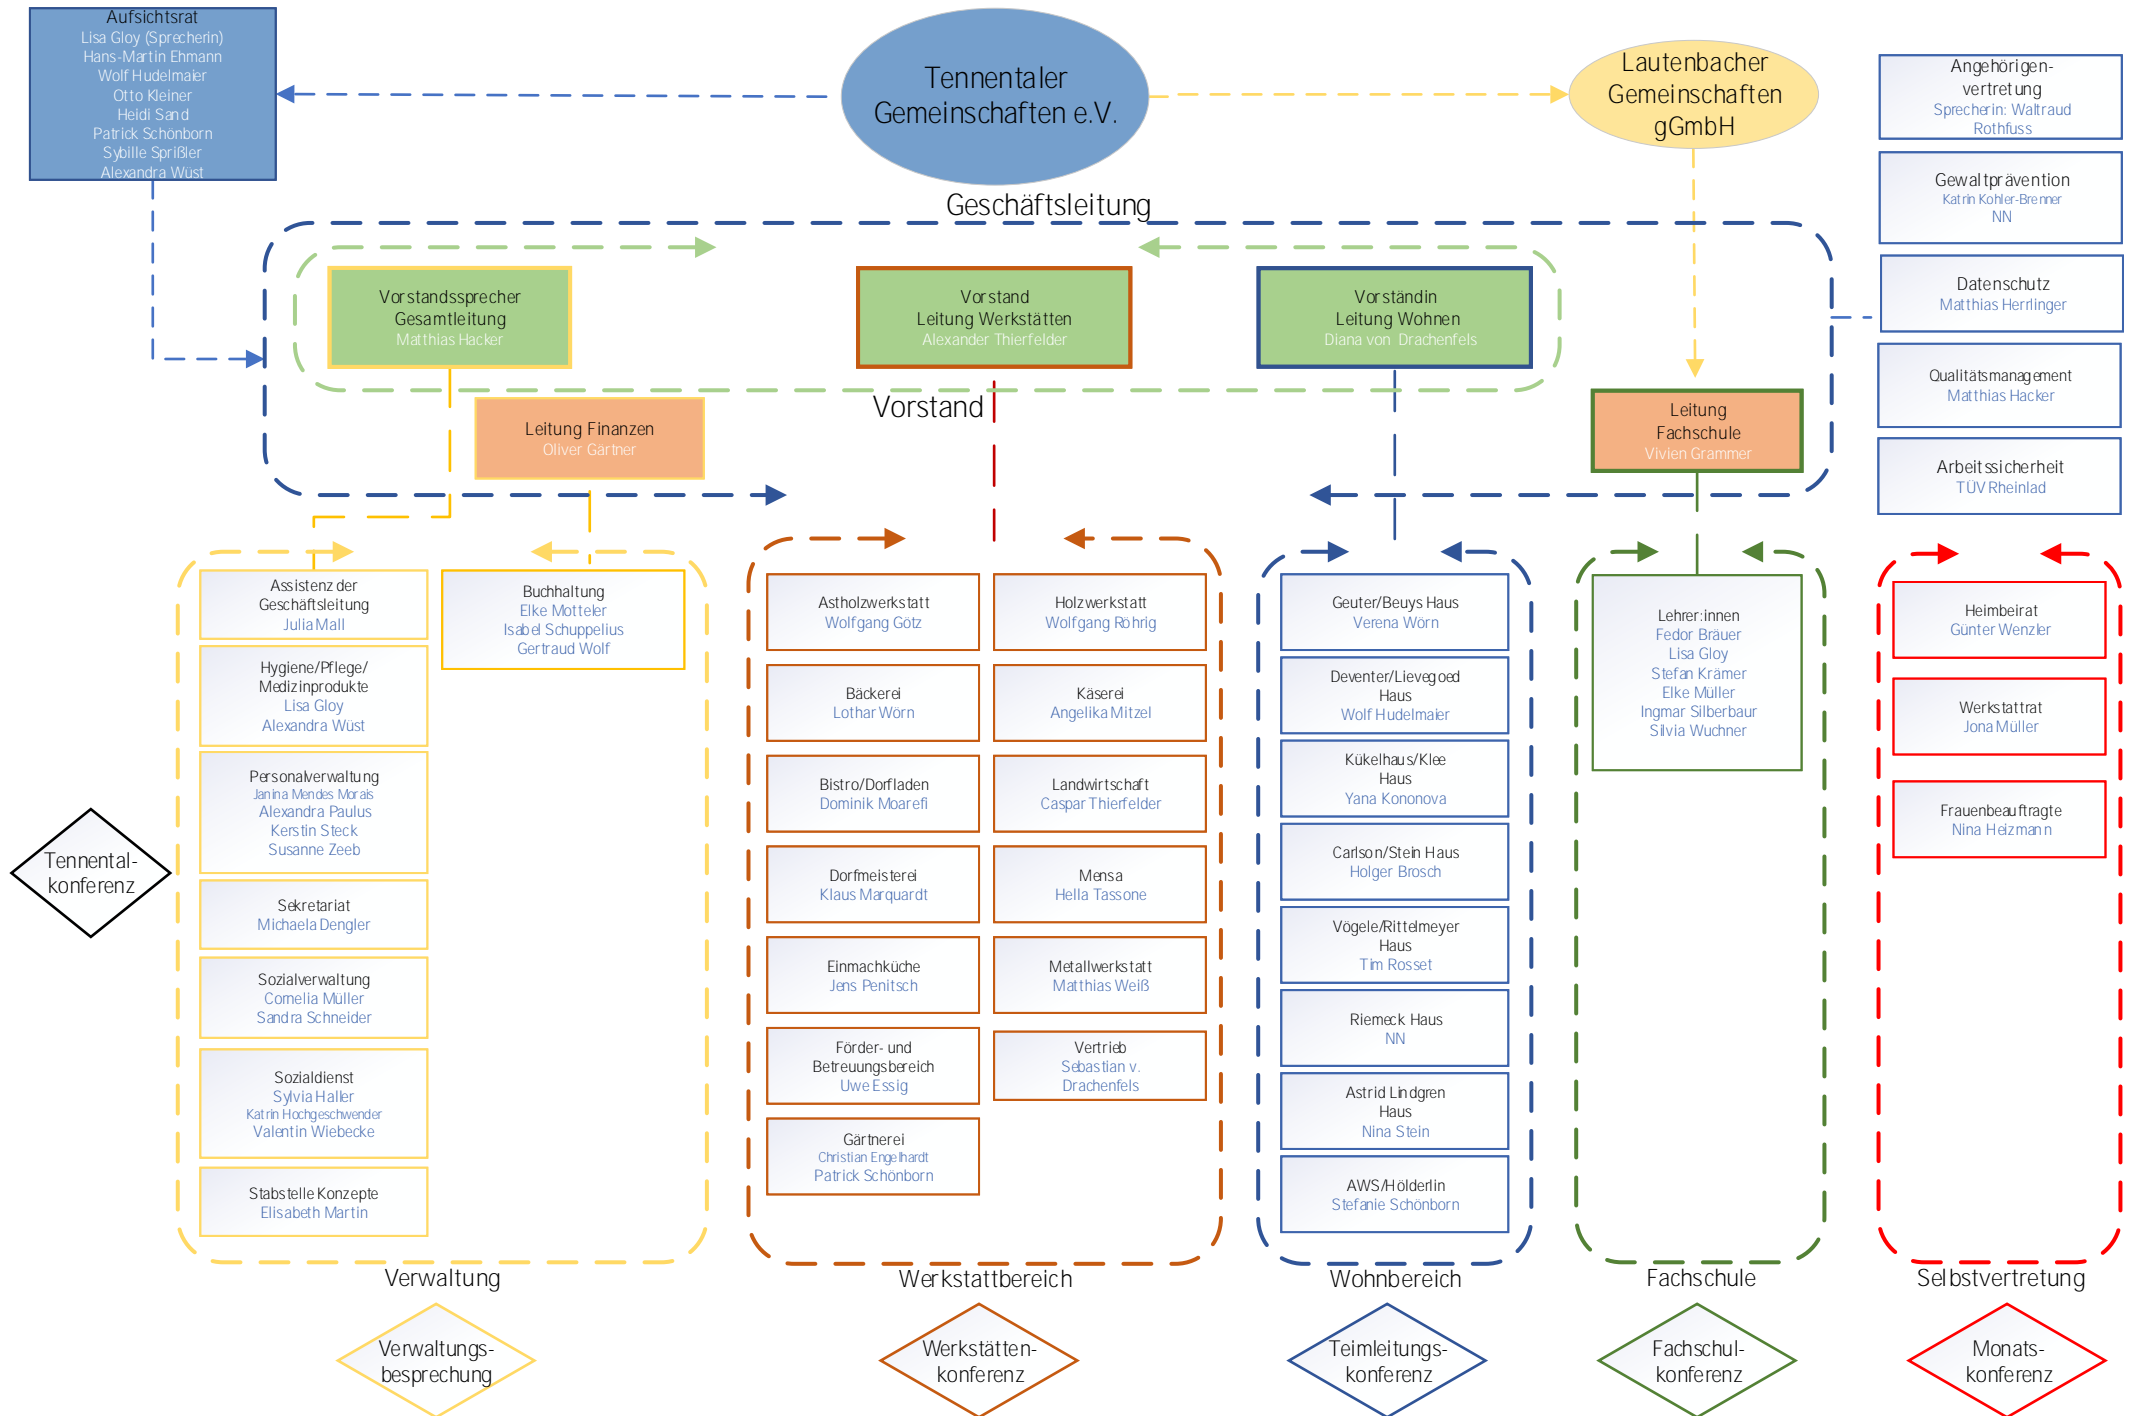 Aufsichtsrat
Lisa Gloy (Sprecherin)
Hans-Martin Ehmann
Wolf Hudelmaier
Otto Kleiner
Heidi Sand
Patrick Schönborn
Sybille Sprißler
Alexandra Wüst
Tennentaler
Gemeinschaften e.V.
Lautenbacher
Gemeinschaften
gGmbH
Angehörigen-
vertretung
Sprecherin: Waltraud
Rothfuss
Gewaltprävention
Katrin Kohler-Brenner
NN
Datenschutz
Matthias Herrlinger
Qualitätsmanagement
Matthias Hacker
Arbeitssicherheit
TÜV Rheinlad
Geschäftsleitung
Vorstandssprecher
Gesamtleitung
Matthias Hacker
Vorstand
Leitung Werkstätten
Alexander Thierfelder
Vorständin
Leitung Wohnen
Diana von Drachenfels
Vorstand
Leitung Finanzen
Oliver Gärtner
Leitung
Fachschule
Vivien Grammer
Tennental-
konferenz
Assistenz der
Geschäftsleitung
Julia Mall
Hygiene/Pflege/
Medizinprodukte
Lisa Gloy
Alexandra Wüst
Personalverwaltung
Janina Mendes Morais
Alexandra Paulus
Kerstin Steck
Susanne Zeeb
Sekretariat
Michaela Dengler
Sozialverwaltung
Cornelia Müller
Sandra Schneider
Sozialdienst
Sylvia Haller
Katrin Hochgeschwender
Valentin Wiebecke
Stabstelle Konzepte
Elisabeth Martin
Buchhaltung
Elke Motteler
Isabel Schuppelius
Gertraud Wolf
Verwaltung
Verwaltungs-
besprechung
Astholzwerkstatt
Wolfgang Götz
Bäckerei
Lothar Wörn
Bistro/Dorfladen
Dominik Moarefi
Dorfmeisterei
Klaus Marquardt
Einmachküche
Jens Penitsch
Förder- und
Betreuungsbereich
Uwe Essig
Gärtnerei
Christian Engelhardt
Patrick Schönborn
Holzwerkstatt
Wolfgang Röhrig
Käserei
Angelika Mitzel
Landwirtschaft
Caspar Thierfelder
Mensa
Hella Tassone
Metallwerkstatt
Matthias Weiß
Vertrieb
Sebastian v.
Drachenfels
Werkstattbereich
Werkstätten-
konferenz
Geuter/Beuys Haus
Verena Wörn
Deventer/Lievegoed
Haus
Wolf Hudelmaier
Kükelhaus/Klee
Haus
Yana Kononova
Carlson/Stein Haus
Holger Brosch
Vögele/Rittelmeyer
Haus
Tim Rosset
Riemeck Haus
NN
Astrid Lindgren
Haus
Nina Stein
AWS/Hölderlin
Stefanie Schönborn
Wohnbereich
Teimleitungs-
konferenz
Lehrer:innen
Fedor Bräuer
Lisa Gloy
Stefan Krämer
Elke Müller
Ingmar Silberbaur
Silvia Wuchner
Fachschule
Fachschul-
konferenz
Heimbeirat
Günter Wenzler
Werkstattrat
Jona Müller
Frauenbeauftragte
Nina Heizmann
Selbstvertretung
Monats-
konferenz